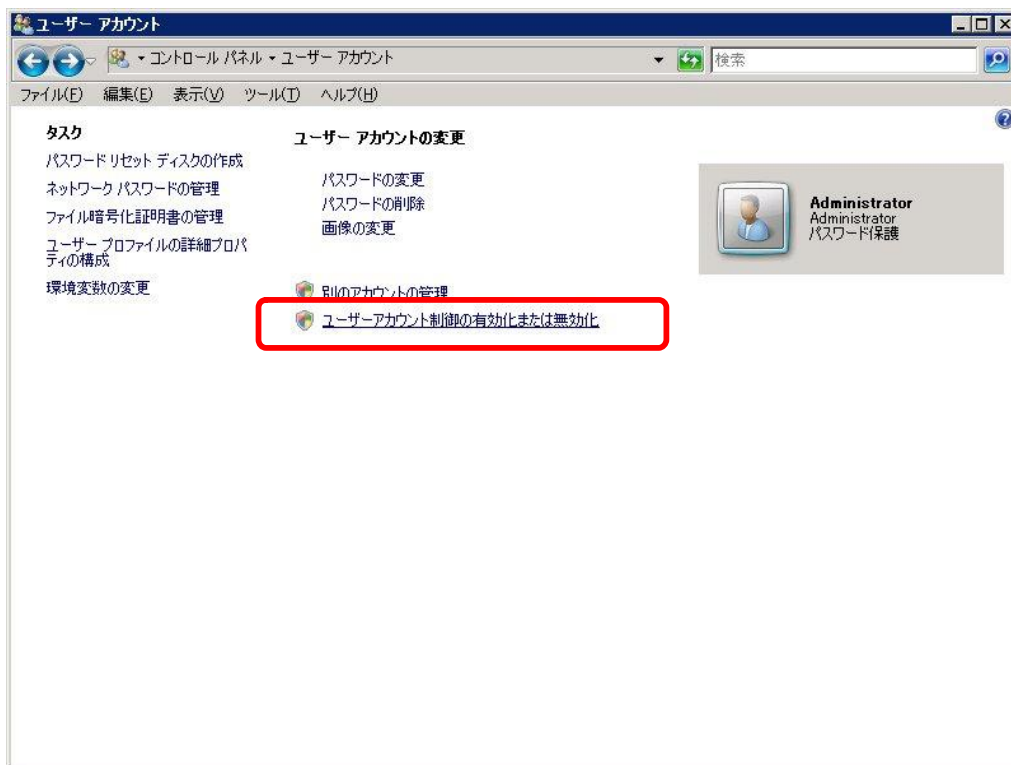 ユーザー アカウント
コントロール パネル ユーザー アカウント
検索
ファイル(F) 編集(E) 表示(V) ツール(T) ヘルプ(H)
タスク
パスワード リセット ディスクの作成
ネットワーク パスワードの管理
ファイル暗号化証明書の管理
ユーザー プロファイルの詳細プロパ
ティの構成
環境変数の変更
ユーザー アカウントの変更
パスワードの変更
パスワードの削除
画像の変更
別のアカウントの管理
ユーザーアカウント制御の有効化または無効化
Administrator
Administrator
パスワード保護